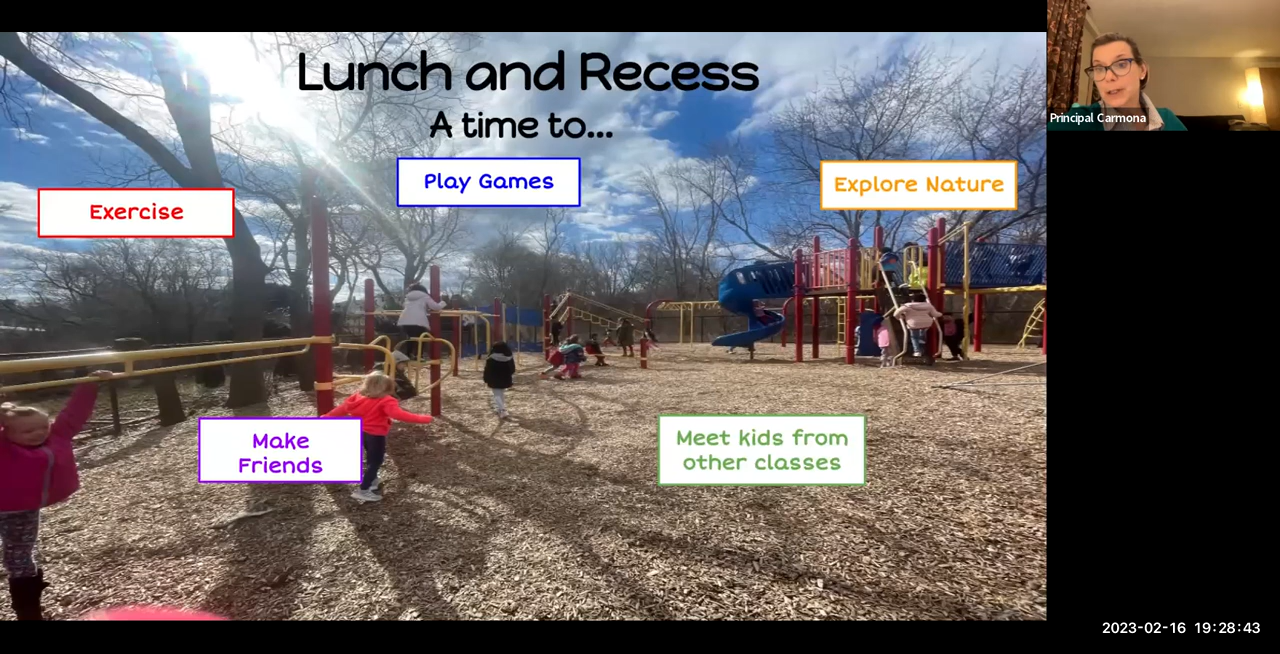 Lunch and Recess
A time to...
Play Games
Explore Nature
Exercise
Make
Friends
Meet kids from
other classes
Principal Carmona
2023-02-16 19:28:43